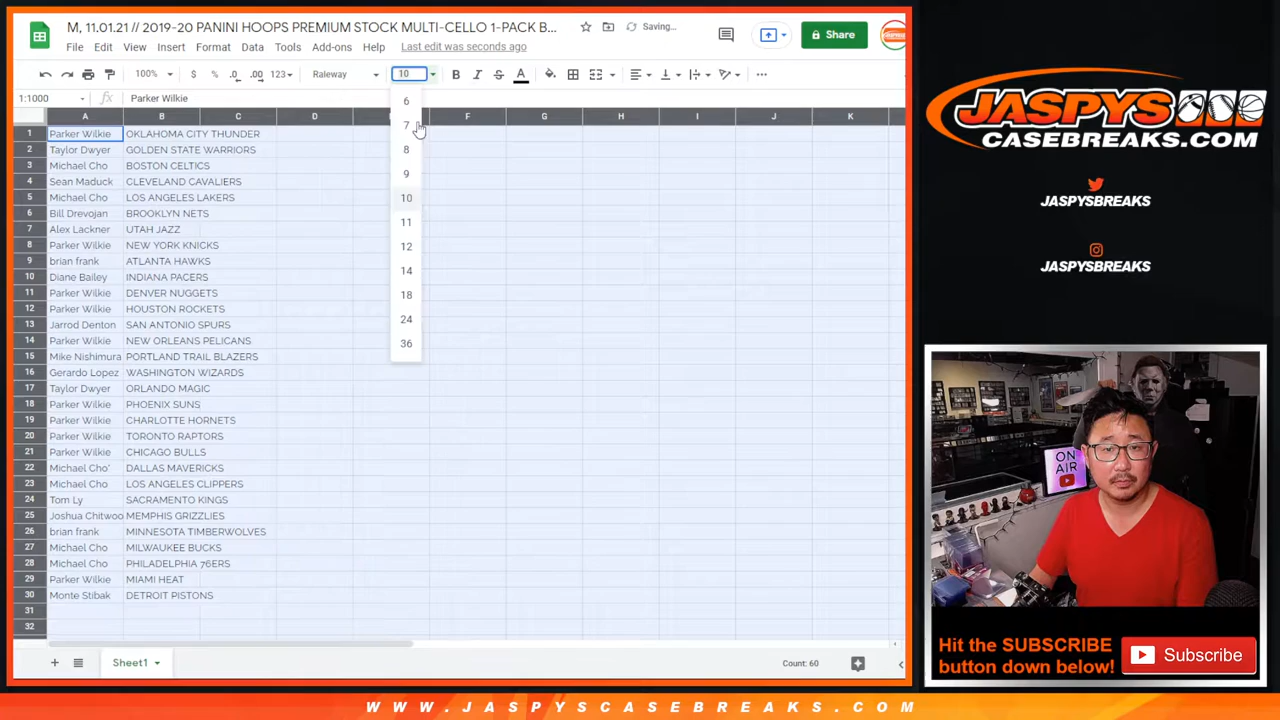 M, 11.01.21 // 2019-20 PANINI HOOPS PREMIUM STOCK MULTI-CELLO 1-PACK B...
Saving...
Share
File Edit View Insert Format Data Tools Add-ons Help Last edit was seconds ago
100% $ % .0 .00 123 Raleway 10 B I S A
1:1000 fx Parker Wilkie
A B C D F G H I J K
1 Parker Wilkie OKLAHOMA CITY THUNDER
2 Taylor Dwyer GOLDEN STATE WARRIORS
3 Michael Cho BOSTON CELTICS
4 Sean Maduck CLEVELAND CAVALIERS
5 Michael Cho LOS ANGELES LAKERS
6 Bill Drevojan BROOKLYN NETS
7 Alex Lackner UTAH JAZZ
8 Parker Wilkie NEW YORK KNICKS
9 brian frank ATLANTA HAWKS
10 Diane Bailey INDIANA PACERS
11 Parker Wilkie DENVER NUGGETS
12 Parker Wilkie HOUSTON ROCKETS
13 Jarrod Denton SAN ANTONIO SPURS
14 Parker Wilkie NEW ORLEANS PELICANS
15 Mike Nishimura PORTLAND TRAIL BLAZERS
16 Gerardo Lopez WASHINGTON WIZARDS
17 Taylor Dwyer ORLANDO MAGIC
18 Parker Wilkie PHOENIX SUNS
19 Parker Wilkie CHARLOTTE HORNETS
20 Parker Wilkie TORONTO RAPTORS
21 Parker Wilkie CHICAGO BULLS
22 Michael Cho' DALLAS MAVERICKS
23 Michael Cho LOS ANGELES CLIPPERS
24 Tom Ly SACRAMENTO KINGS
25 Joshua Chitwoo MEMPHIS GRIZZLIES
26 brian frank MINNESOTA TIMBERWOLVES
27 Michael Cho MILWAUKEE BUCKS
28 Michael Cho PHILADELPHIA 76ERS
29 Parker Wilkie MIAMI HEAT
30 Monte Stibak DETROIT PISTONS
31
32
6
7
8
9
10
11
12
14
18
24
36
Sheet1
Count: 60
JASPYS
CASEBREAKS.COM
JASPYSBREAKS
JASPYSBREAKS
ON
AIR
Hit the SUBSCRIBE
button down below!
Subscribe
WWW.JASPYSCASEBREAKS.COM